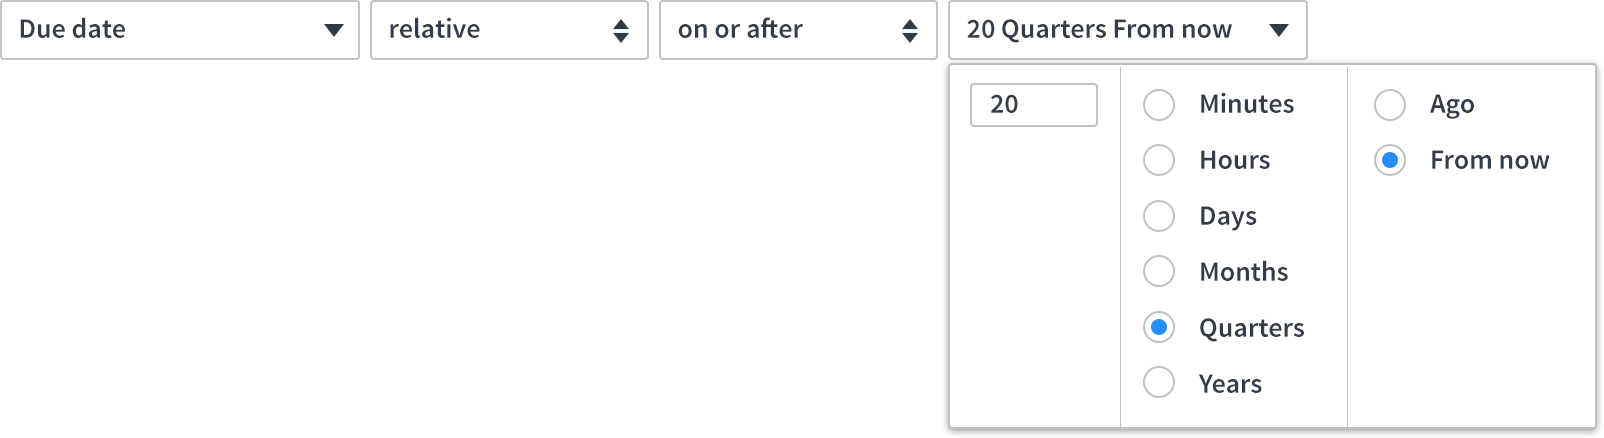 Due date relative on or after 20 Quarters From now
20 Minutes Ago
Hours From now
Days
Months
Quarters
Years